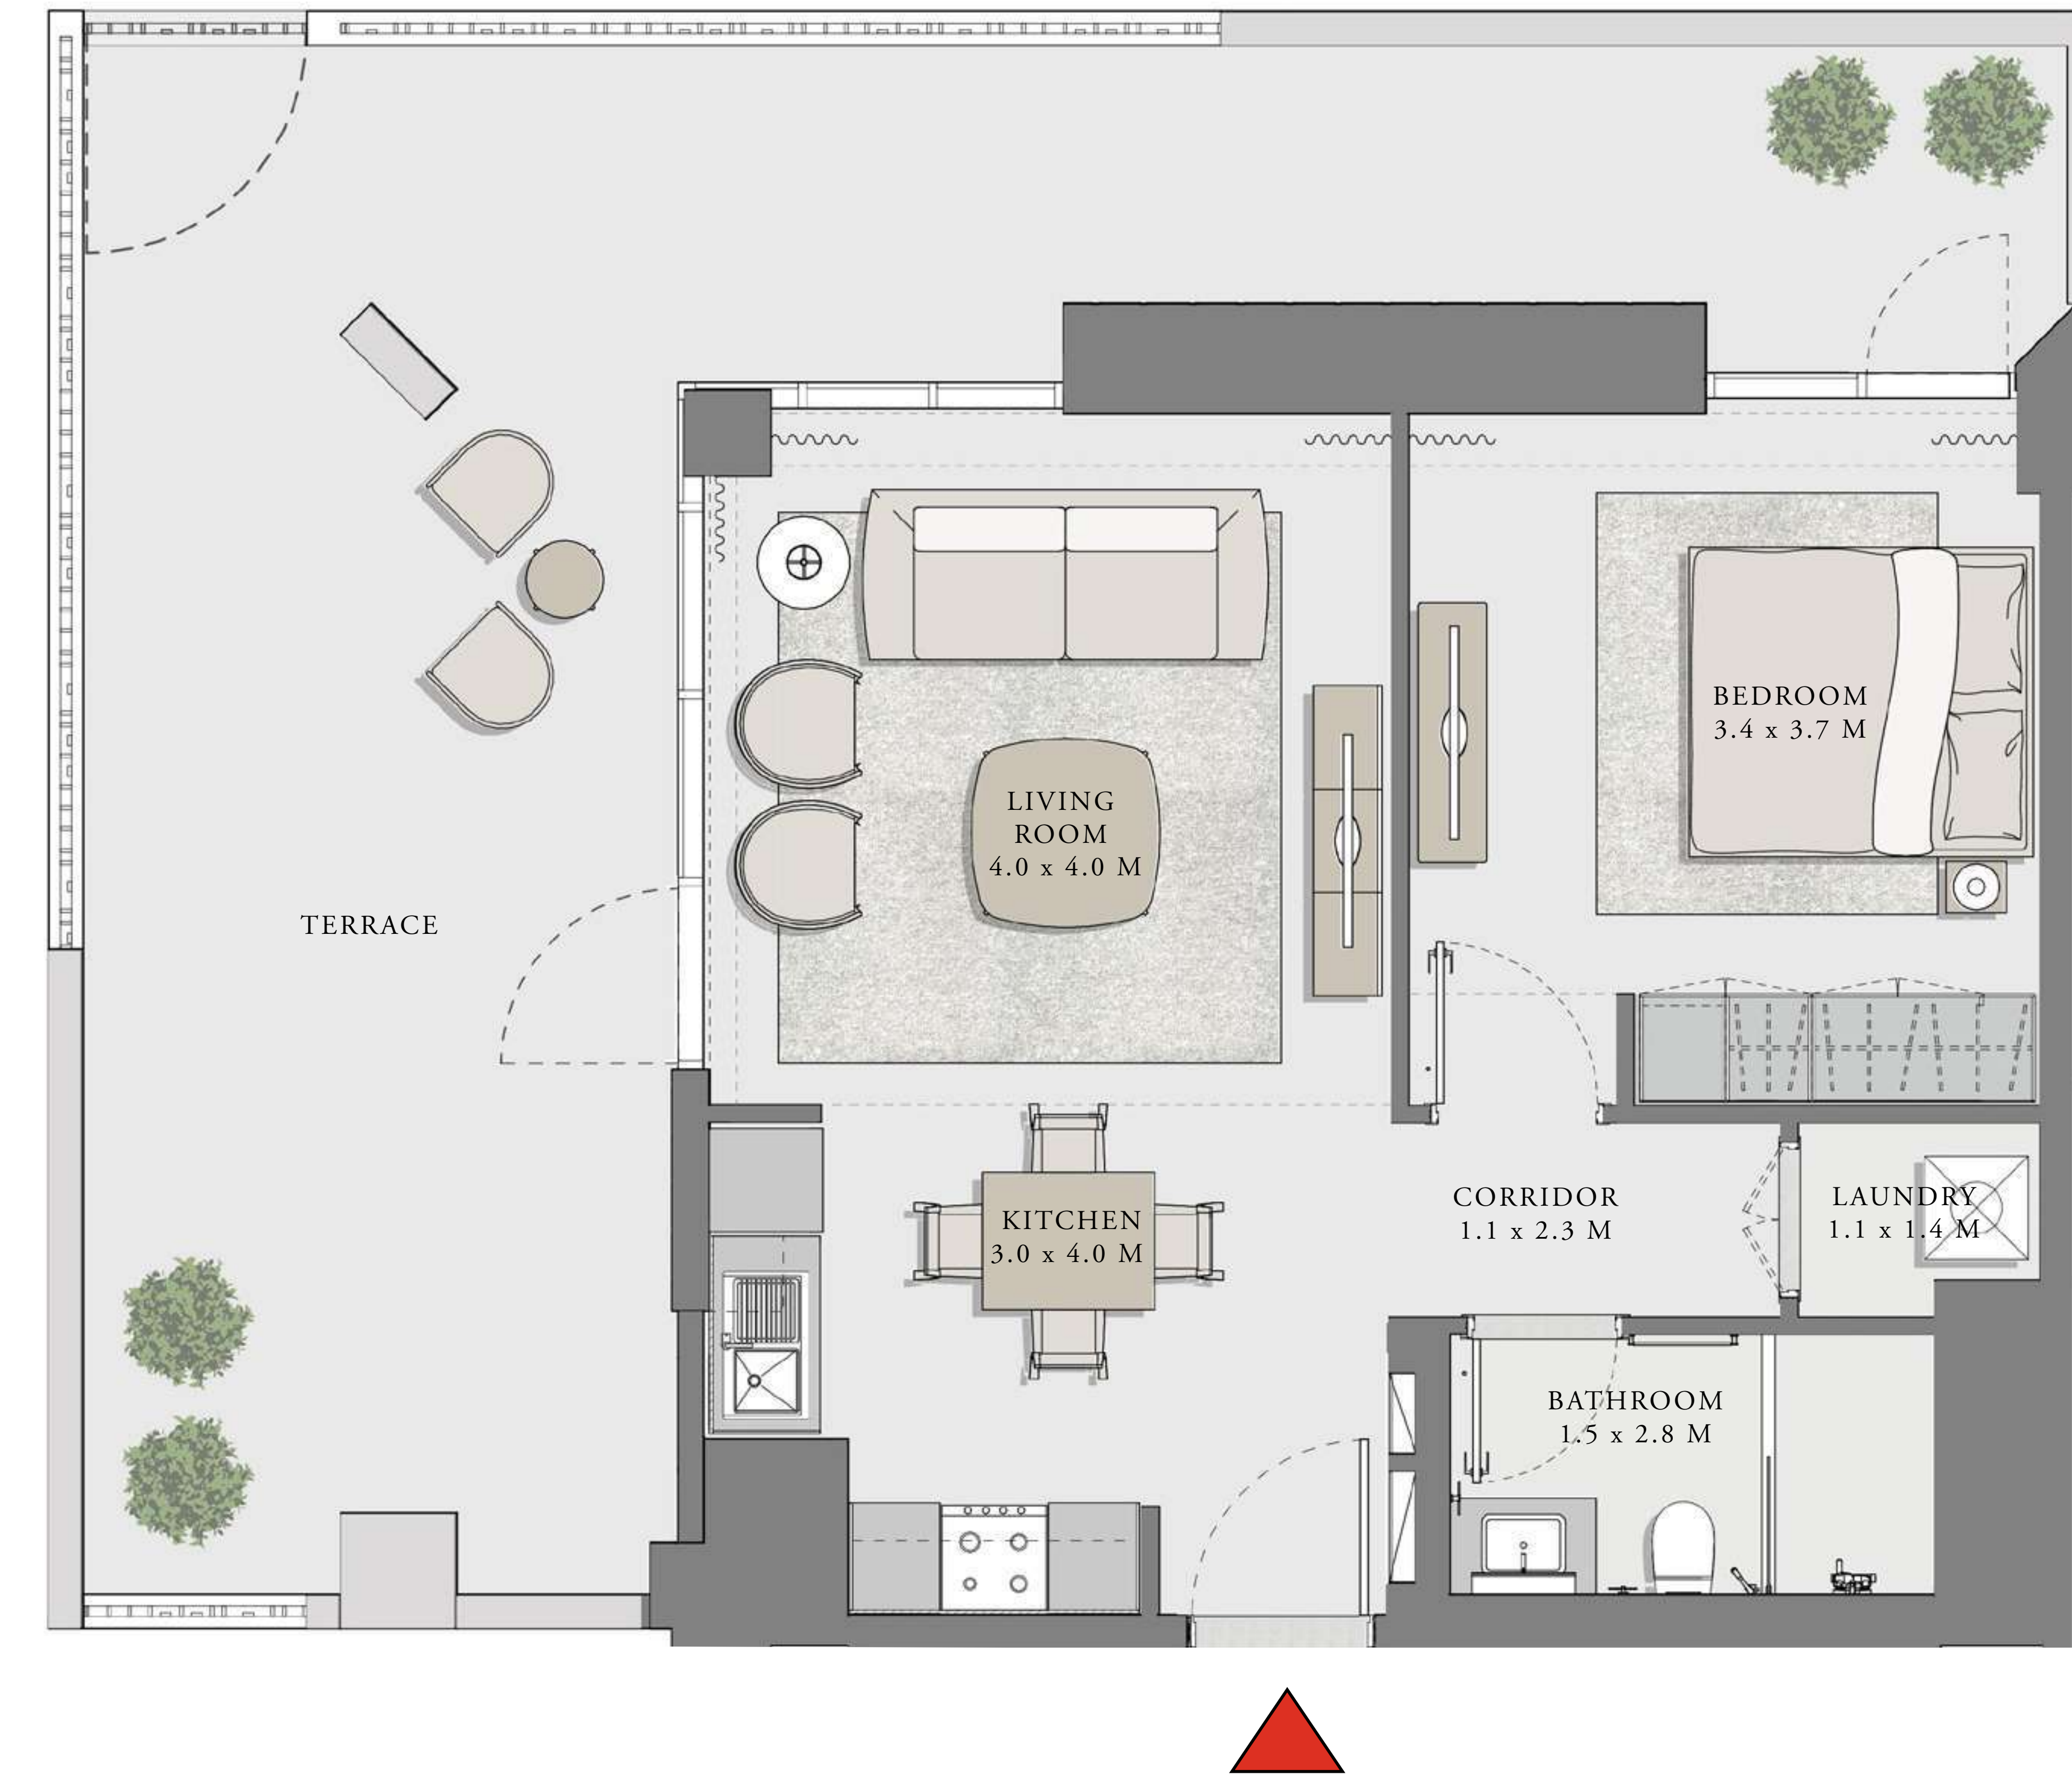 BEDROOM
3.4 x 3.7 M
LIVING
ROOM
4.0 x 4.0 M
TERRACE
KITCHEN
3.0 x 4.0 M
CORRIDOR
1.1 x 2.3 M
LAUNDRY
1.1 x 1.4 M
BATHROOM
1.5 x 2.8 M